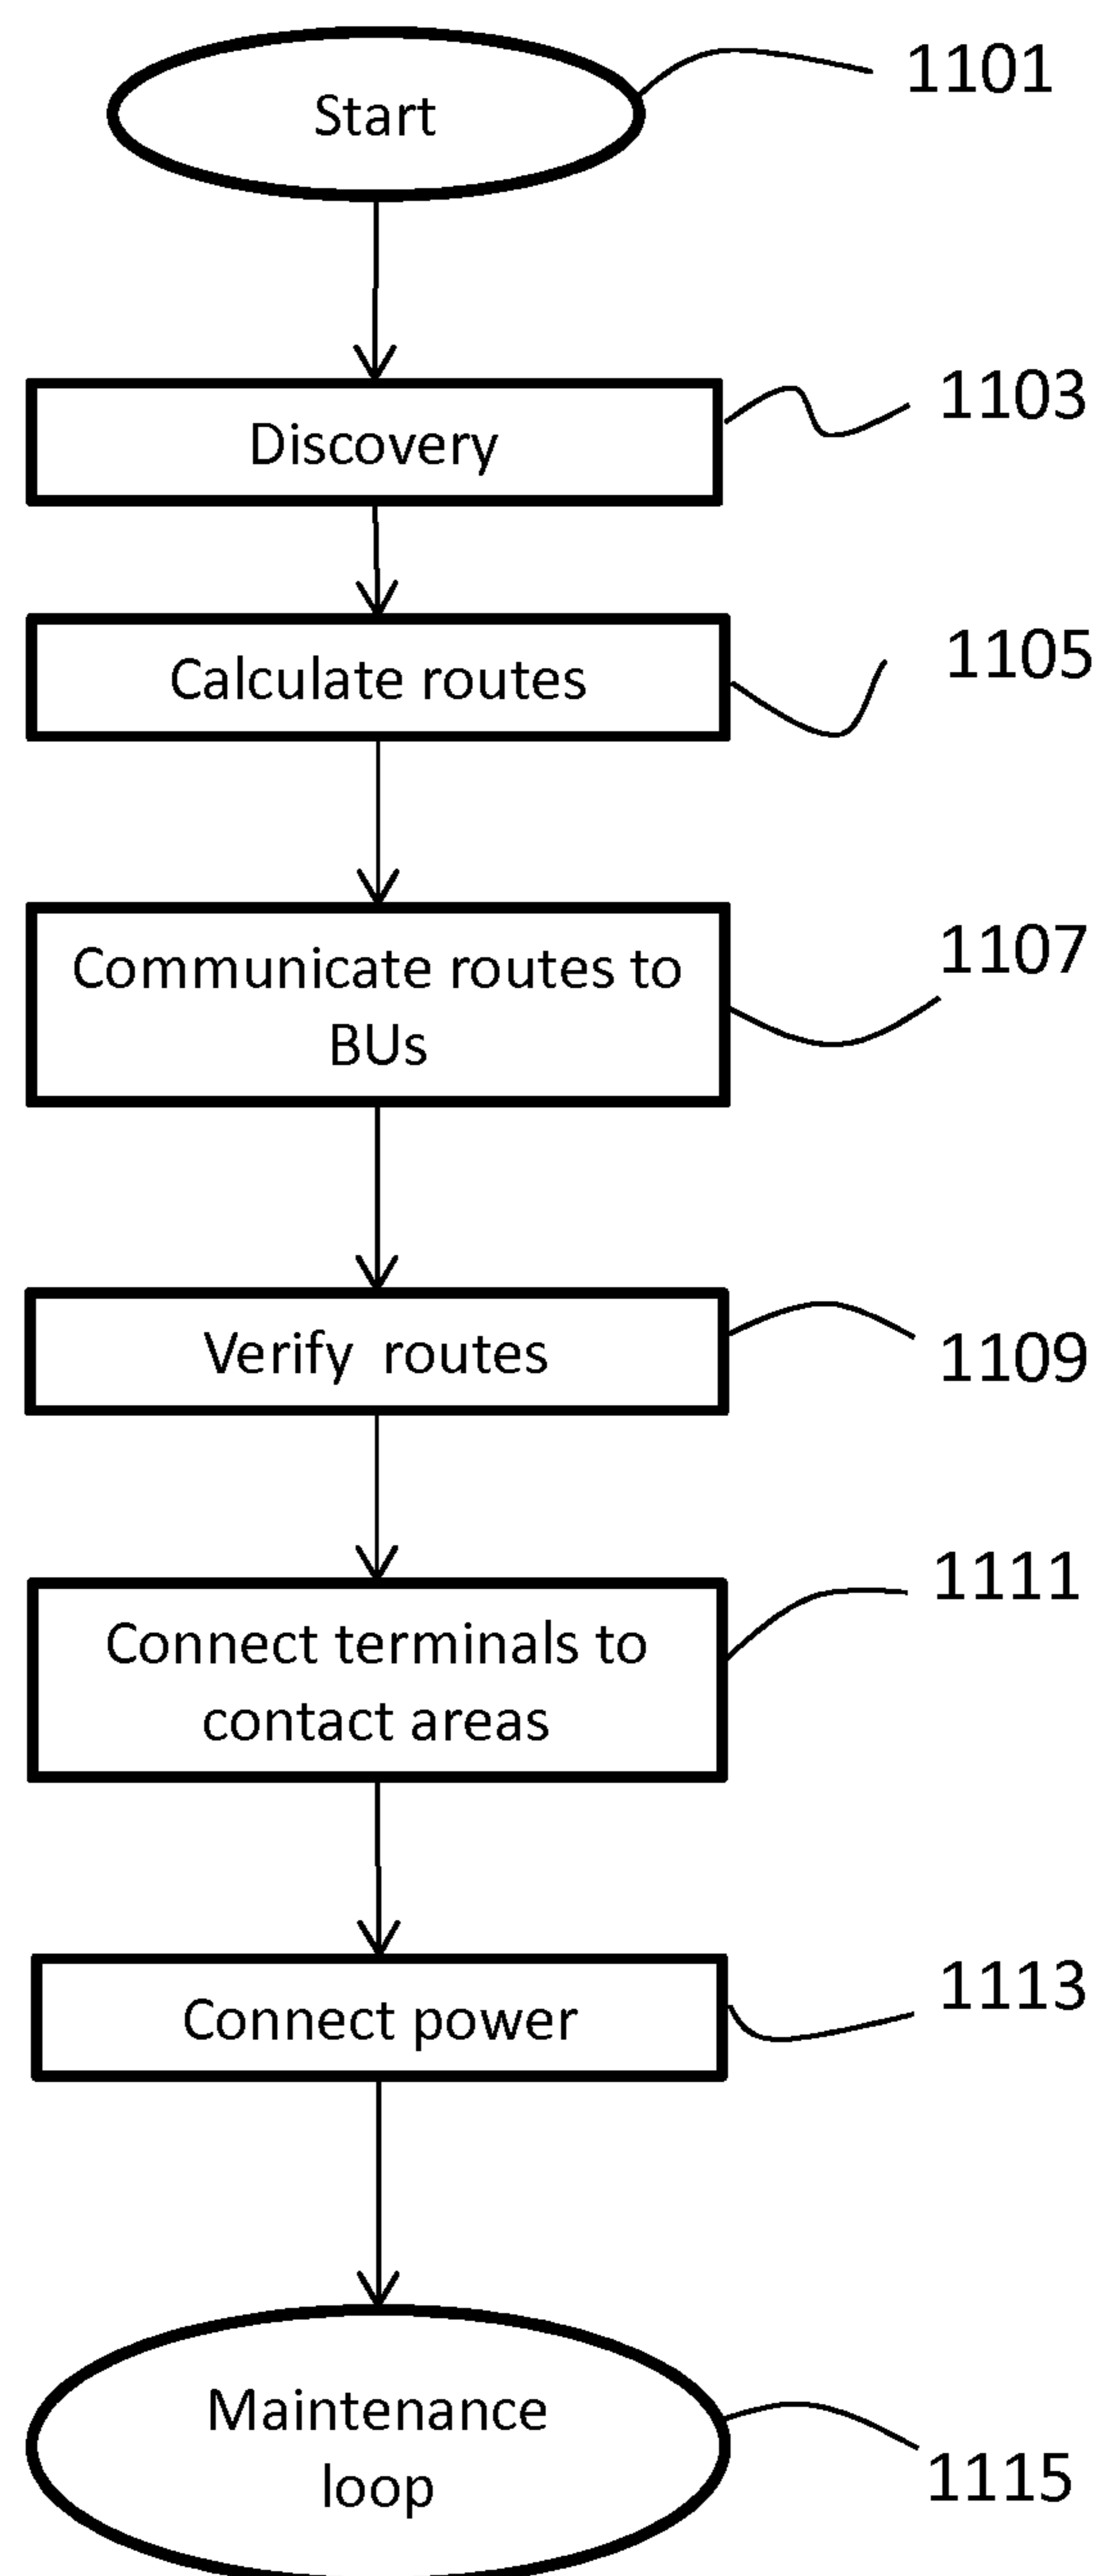 Start
1101
Discovery
1103
Calculate routes
1105
Communicate routes to
BUs
1107
Verify routes
1109
Connect terminals to
contact areas
1111
Connect power
1113
Maintenance
loop
1115